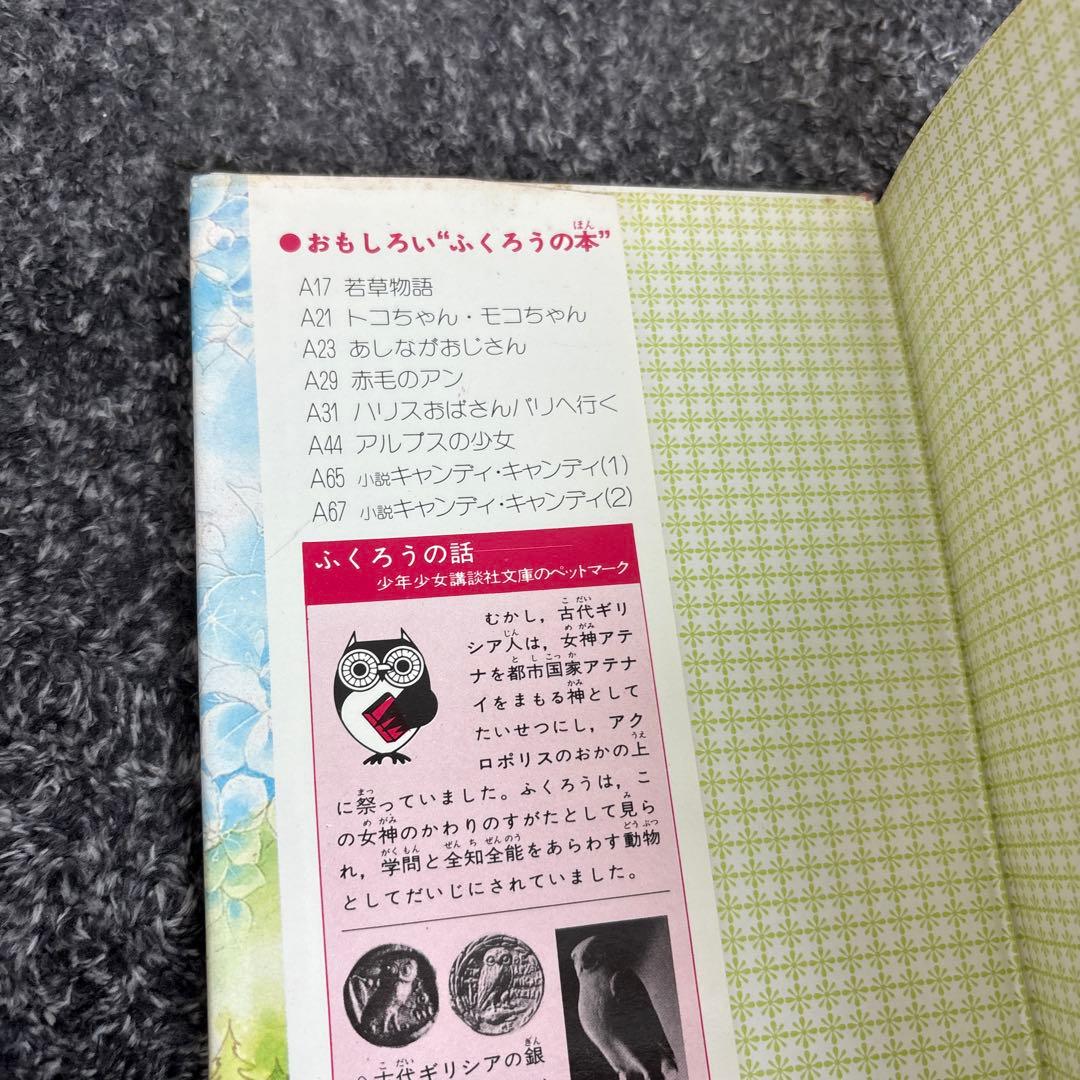 ●おもしろい“ふくろうの本”
A17 若草物語
A21 トコちゃん・モコちゃん
A23 あしながおじさん
A29 赤毛のアン
A31 ハリスおばさんパリへ行く
A44 アルプスの少女
A65 小説キャンディ・キャンディ(1)
A67 小説キャンディ・キャンディ(2)
ふくろうの話
少年少女講談社文庫のペットマーク
むかし，古代ギリ
シア人は，女神アテ
ナを都市国家アテナ
イをまもる神として
たいせつにし，アク
ロポリスのおかの上
に祭っていました。ふくろうは，こ
の女神のかわりのすがたとして見ら
れ，学問と全知全能をあらわす動物
としてだいじにされていました。
古代ギリシアの銀